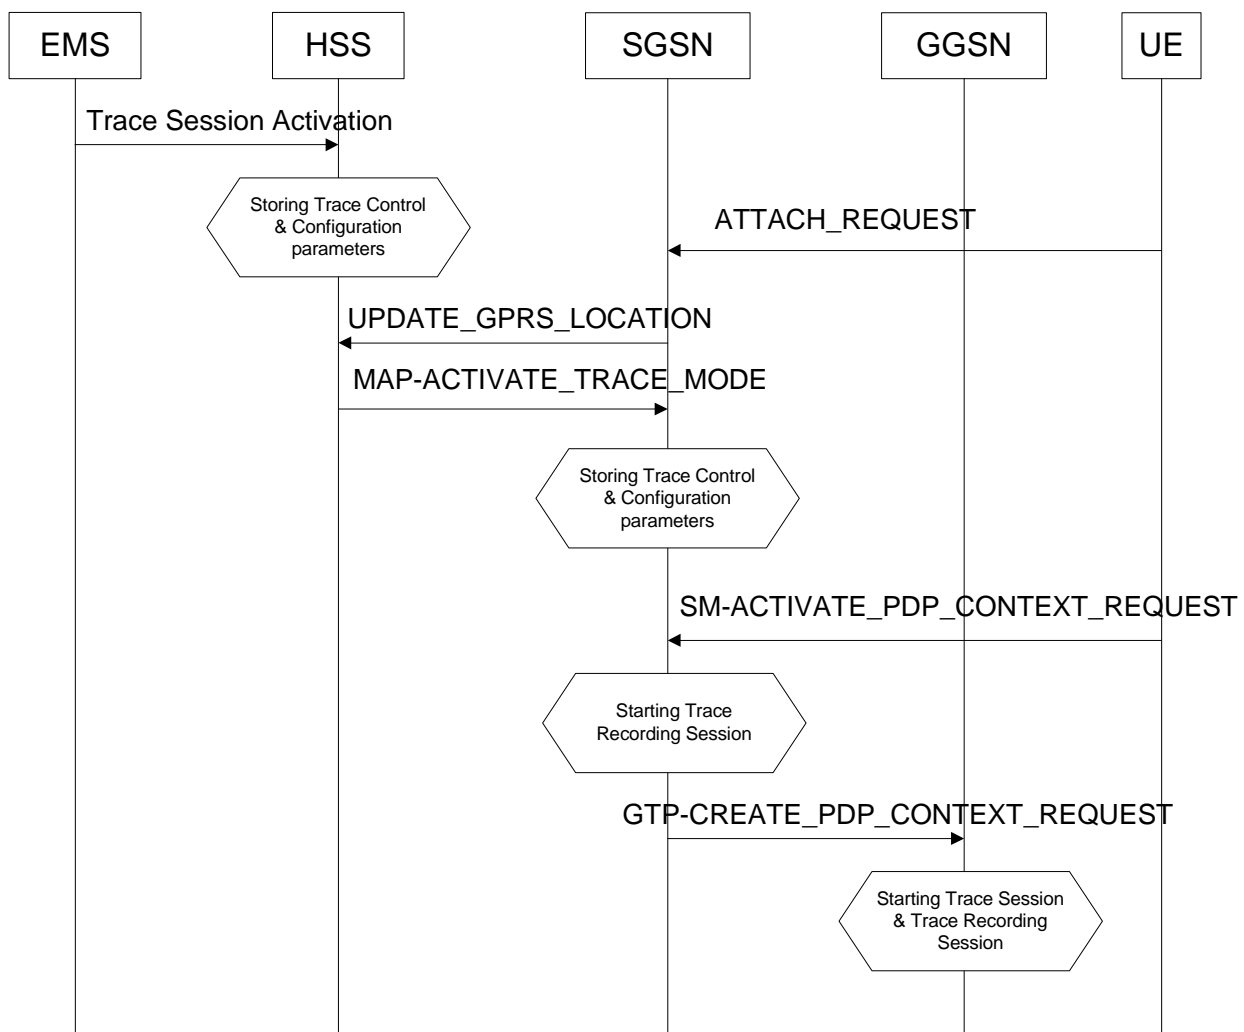 EMS
HSS
SGSN
GGSN
UE
Trace Session Activation
Storing Trace Control
& Configuration
parameters
ATTACH_REQUEST
UPDATE_GPRS_LOCATION
MAP-ACTIVATE_TRACE_MODE
Storing Trace Control
& Configuration
parameters
SM-ACTIVATE_PDP_CONTEXT_REQUEST
Starting Trace
Recording Session
GTP-CREATE_PDP_CONTEXT_REQUEST
Starting Trace Session
& Trace Recording
Session